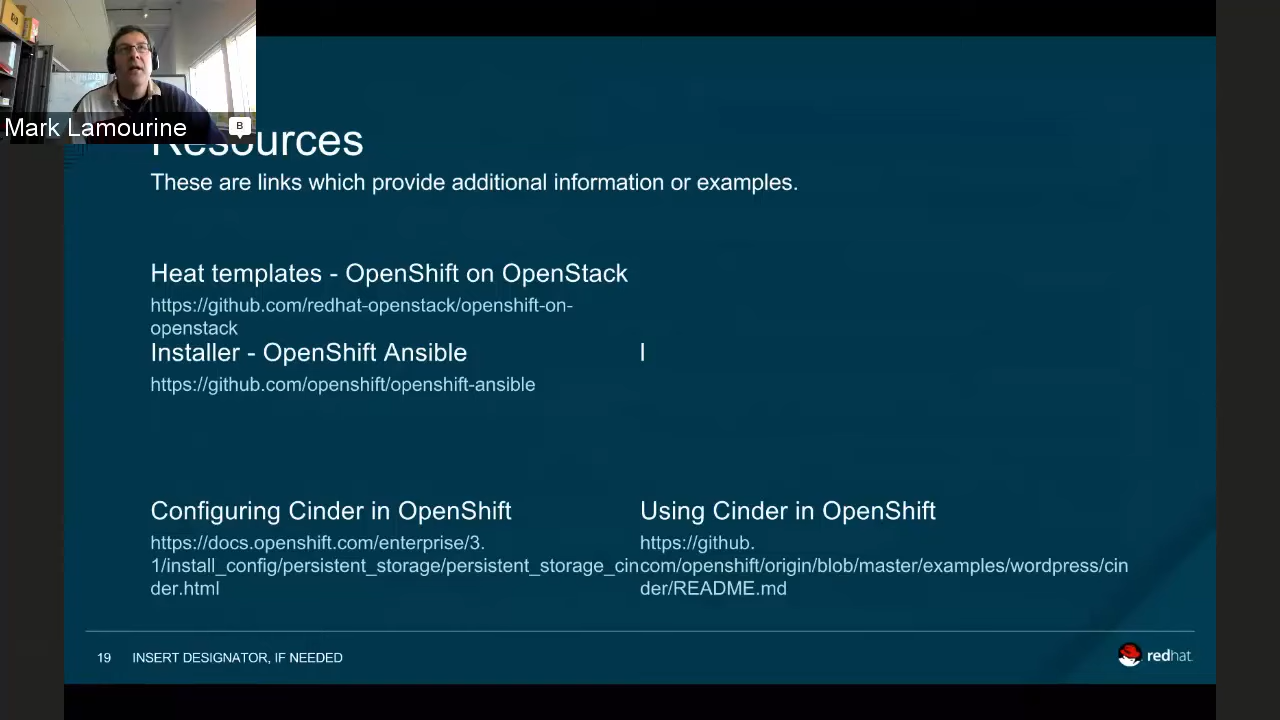 Mark Lamourine
B
Resources
These are links which provide additional information or examples.
Heat templates - OpenShift on OpenStack
https://github.com/redhat-openstack/openshift-on-
openstack
Installer - OpenShift Ansible
I
https://github.com/openshift/openshift-ansible
Configuring Cinder in OpenShift
https://docs.openshift.com/enterprise/3.
1/install_config/persistent_storage/persistent_storage_cin
der.html
Using Cinder in OpenShift
https://github.
com/openshift/origin/blob/master/examples/wordpress/cin
der/README.md
19 INSERT DESIGNATOR, IF NEEDED
redhat.